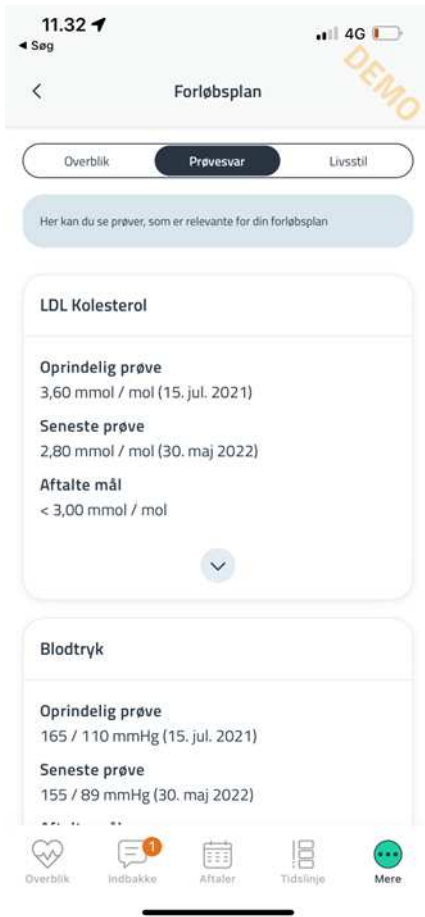 11.32
4G
◀ Søg
DEMO
Forløbsplan
Overblik
Prøvesvar
Livsstil
Her kan du se prøver, som er relevante for din forløbsplan
LDL Kolesterol
Oprindelig prøve
3,60 mmol / mol (15. jul. 2021)
Seneste prøve
2,80 mmol / mol (30. maj 2022)
Aftalte mål
< 3,00 mmol / mol
Blodtryk
Oprindelig prøve
165 / 110 mmHg (15. jul. 2021)
Seneste prøve
155 / 89 mmHg (30. maj 2022)
1
Overblik
Indbakke
Aftaler
Tidslinje
Mere